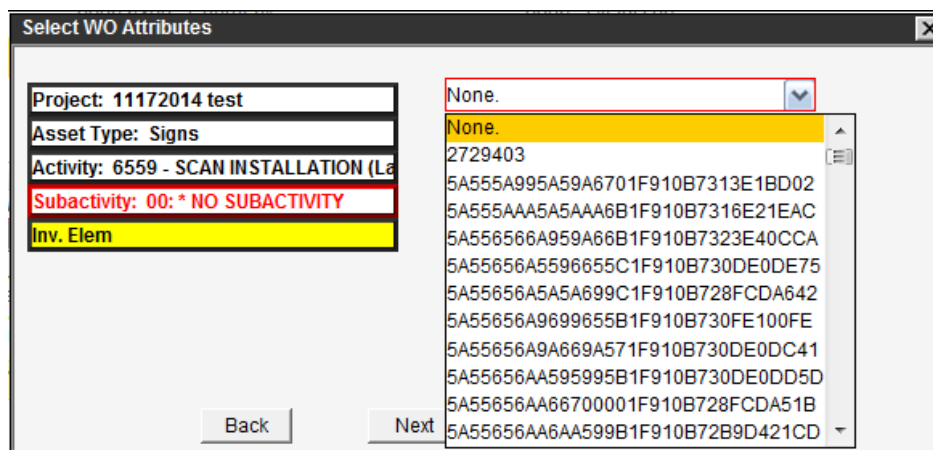 Select WO Attributes
Project: 11172014 test
Asset Type: Signs
Activity: 6559 - SCAN INSTALLATION (La
Subactivity: 00: * NO SUBACTIVITY
Inv. Elem
None.
None.
2729403
5A555A995A59A6701F910B7313E1BD02
5A555AAA5A5AAA6B1F910B7316E21EAC
5A556566A959A66B1F910B7323E40CCA
5A55656A5596655C1F910B730DE0DE75
5A55656A5A5A699C1F910B728FCDA642
5A55656A9699655B1F910B730FE100FE
5A55656A9A669A571F910B730DE0DC41
5A55656AA595995B1F910B730DE0DD5D
5A55656AA66700001F910B728FCDA51B
5A55656AA6AA599B1F910B72B9D421CD
Back
Next